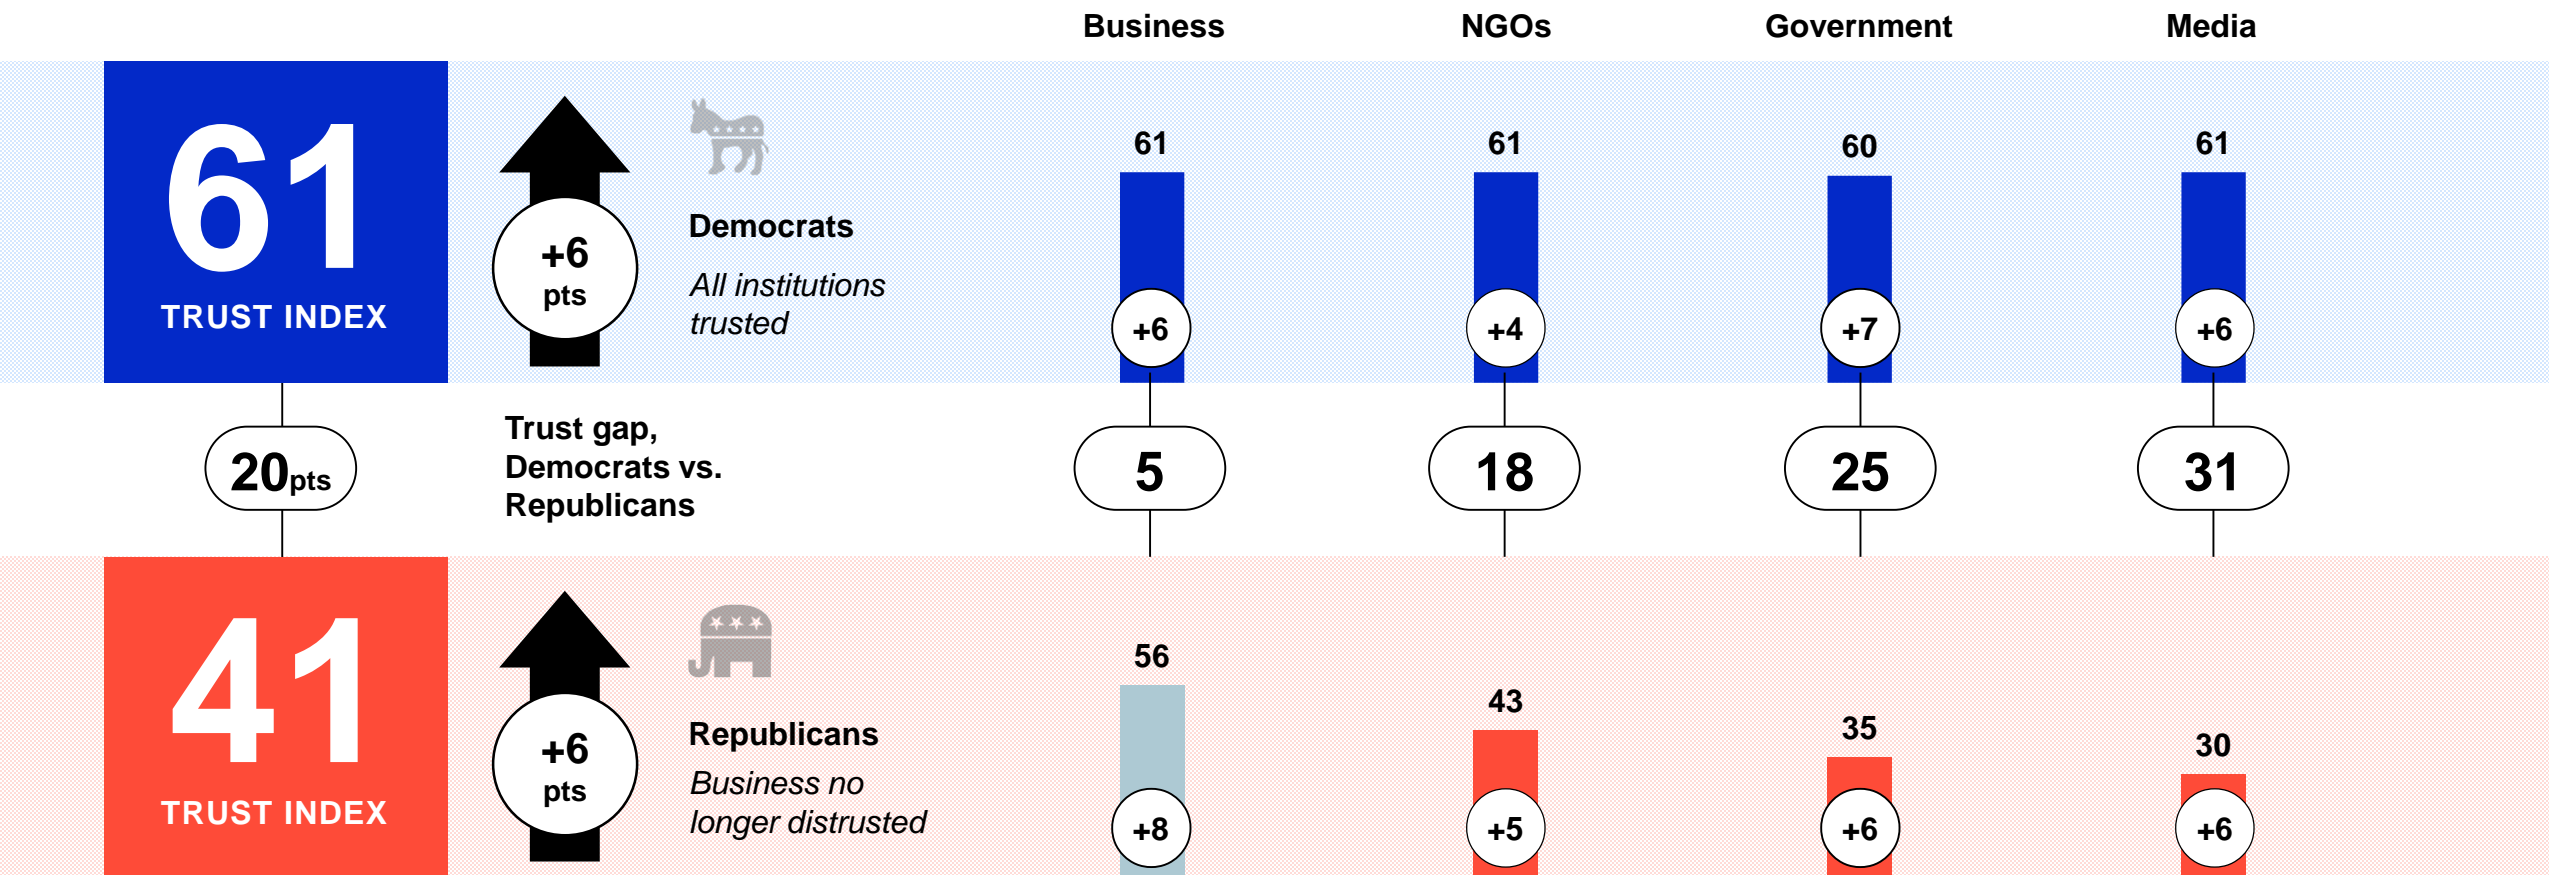 Business
NGOs
Government
Media
61
TRUST INDEX
+6
pts
Democrats
All institutions
trusted
61
61
60
61
+6
+4
+7
+6
20pts
Trust gap,
Democrats vs.
Republicans
5
18
25
31
41
TRUST INDEX
+6
pts
Republicans
Business no
longer distrusted
56
43
35
30
+8
+5
+6
+6